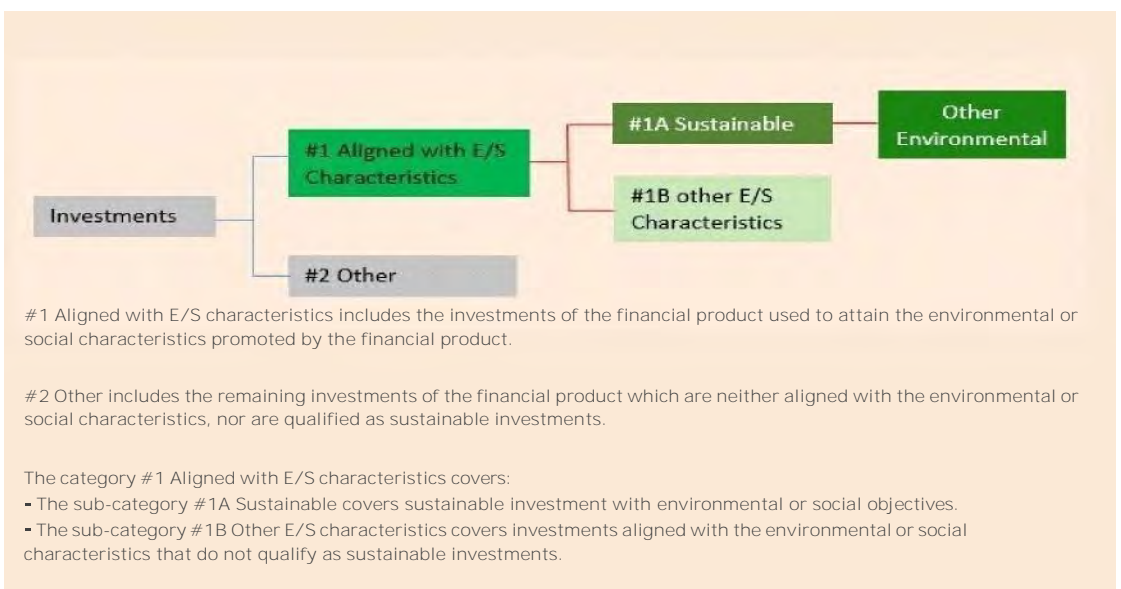 Other
Environmental
#1A Sustainable
#1 Aligned with E/S
Characteristics
#1B other E/S
Characteristics
Investments
#2 Other
#1 Aligned with E/S characteristics includes the investments of the financial product used to attain the environmental or
social characteristics promoted by the financial product.
#2 Other includes the remaining investments of the financial product which are neither aligned with the environmental or
social characteristics, nor are qualified as sustainable investments.
The category #1 Aligned with E/S characteristics covers:
- The sub-category #1A Sustainable covers sustainable investment with environmental or social objectives.
- The sub-category #1B Other E/S characteristics covers investments aligned with the environmental or social
characteristics that do not qualify as sustainable investments.